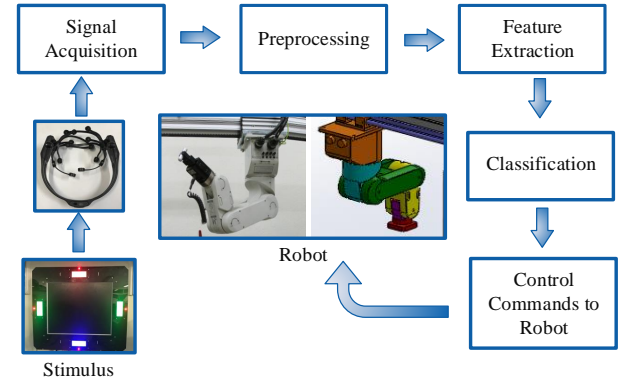 Signal
Acquisition
Preprocessing
Feature
Extraction
Classification
Control
Commands to
Robot
Robot
Stimulus